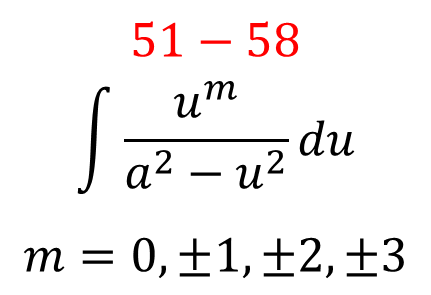 51 − 58
∫ u^m / (a² − u²) du
m = 0, ±1, ±2, ±3